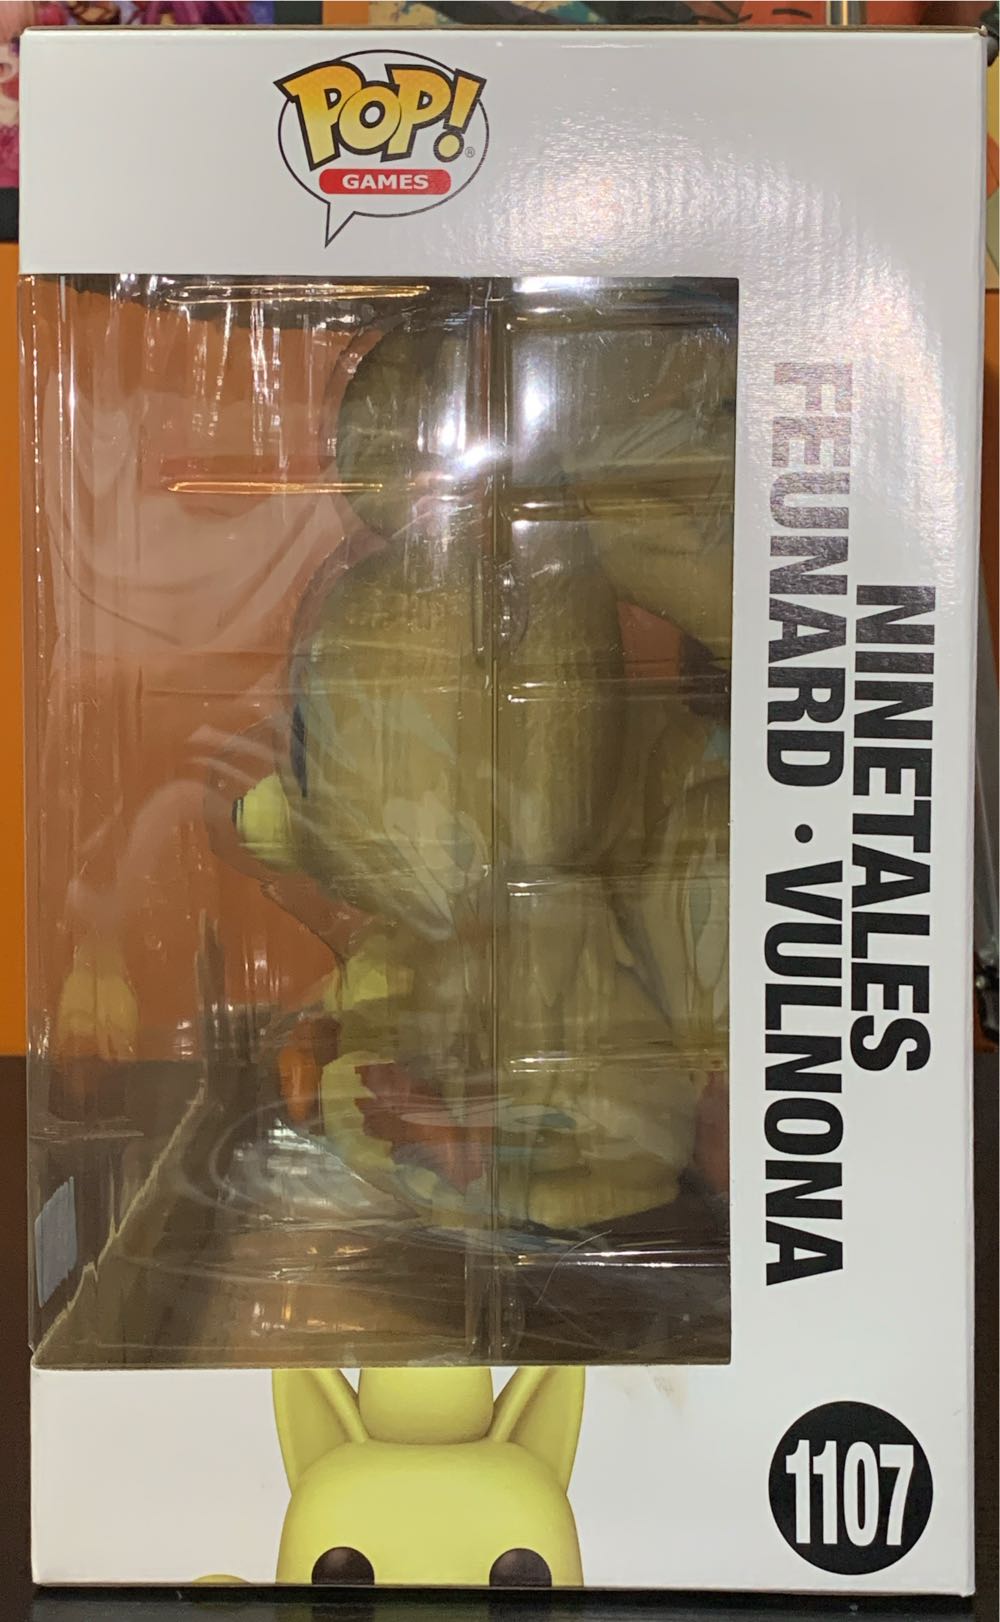 POP!
GAMES
NINETALES
FEUNARD • VULNONA
1107